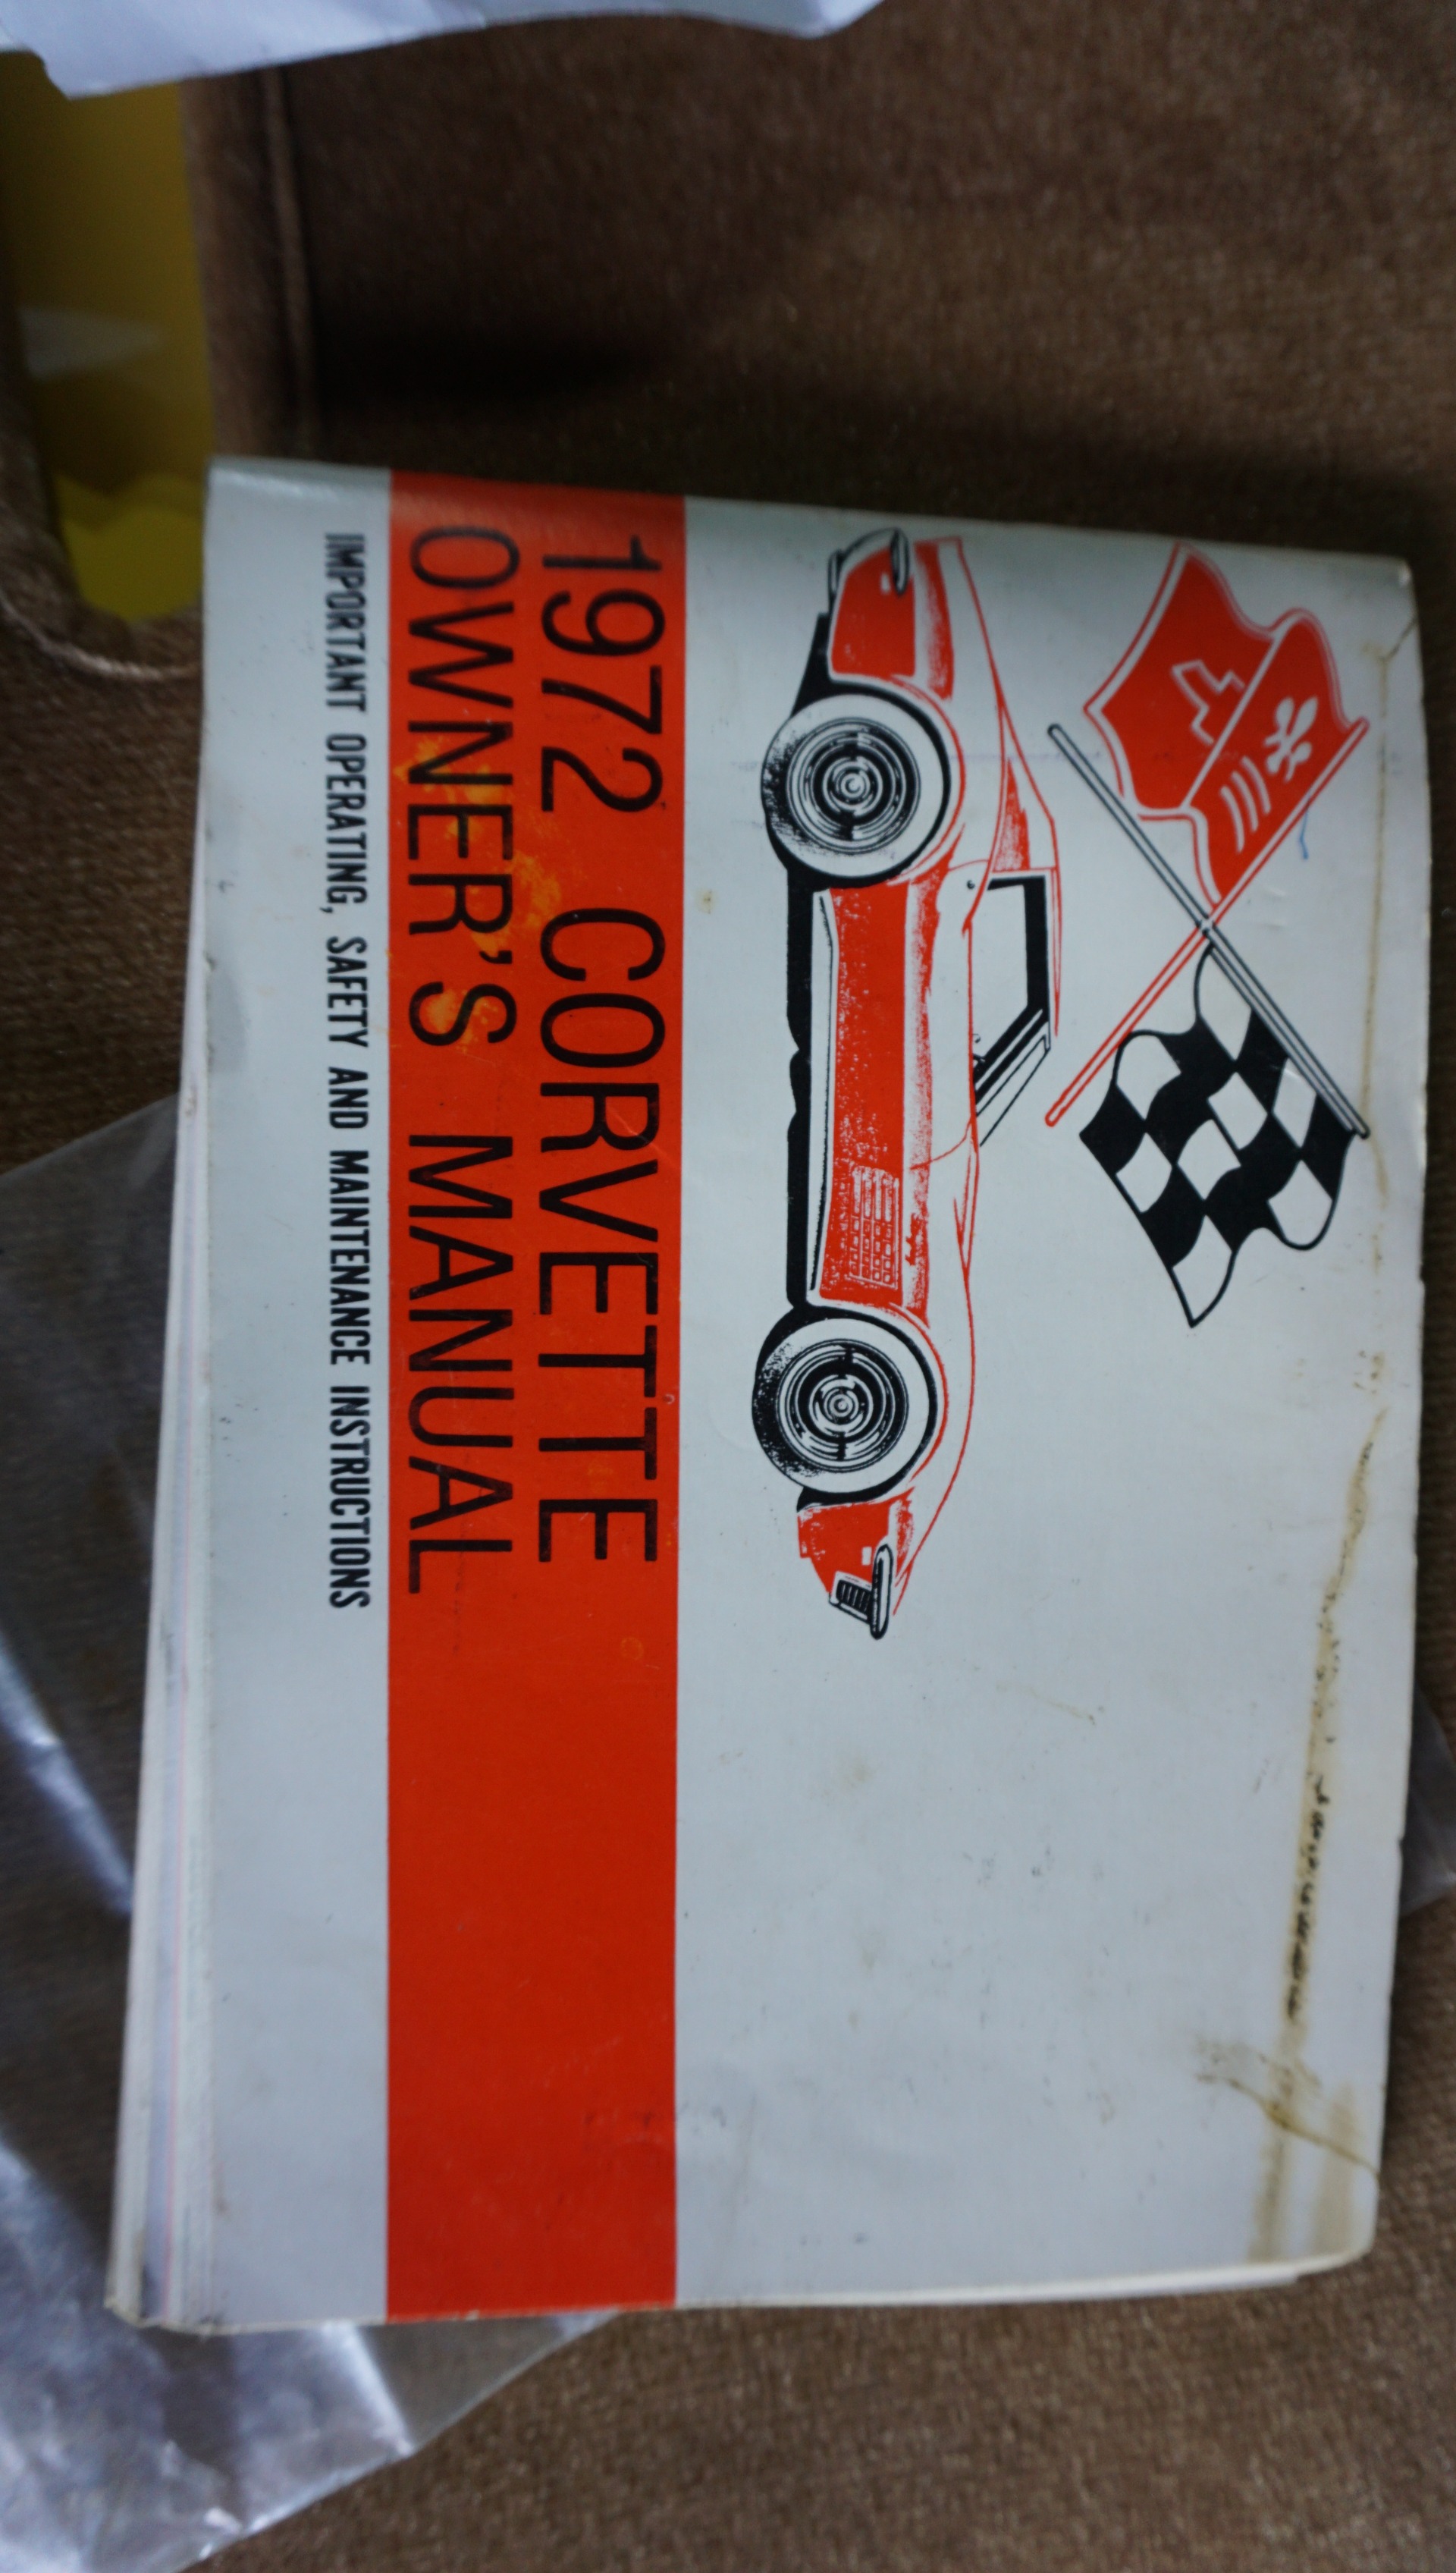 1972 CORVETTE
OWNER'S MANUAL
IMPORTANT OPERATING, SAFETY AND MAINTENANCE INSTRUCTIONS